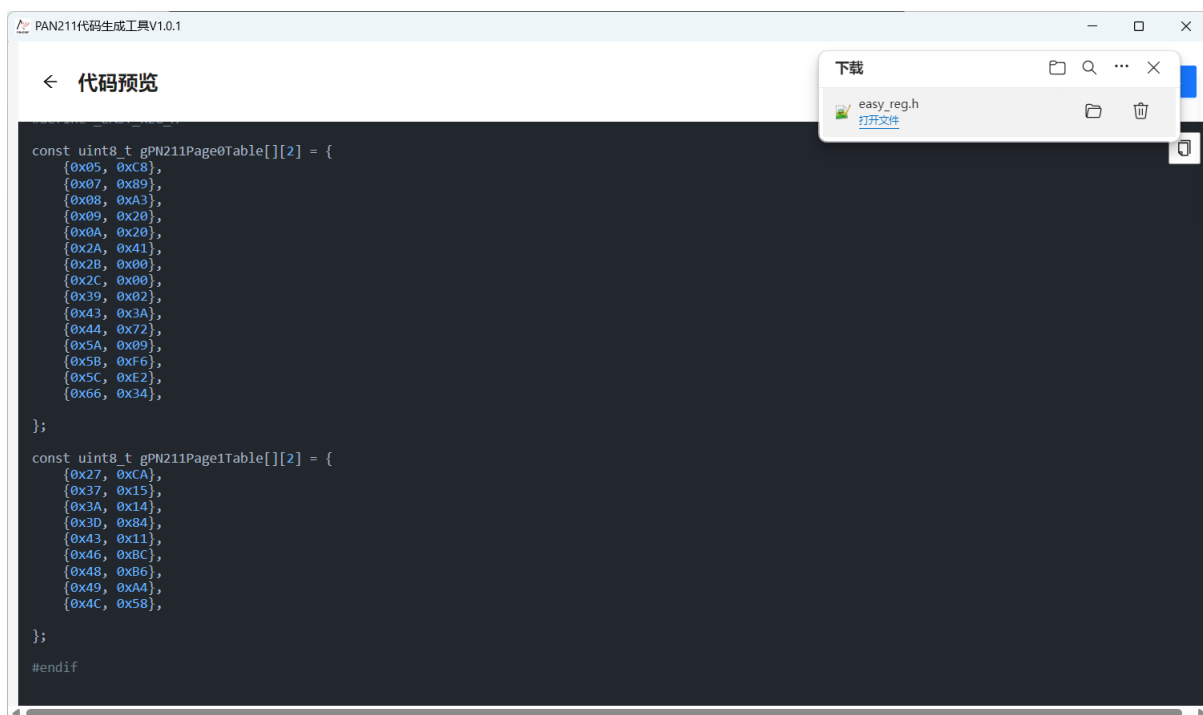 PAN211代码生成工具V1.0.1
代码预览
下载
easy_reg.h
打开文件
const uint8_t gPN211Page0Table[][2] = {
    {0x05, 0xC8},
    {0x07, 0x89},
    {0x08, 0xA3},
    {0x09, 0x20},
    {0x0A, 0x20},
    {0x2A, 0x41},
    {0x2B, 0x00},
    {0x2C, 0x00},
    {0x39, 0x02},
    {0x43, 0x3A},
    {0x44, 0x72},
    {0x5A, 0x09},
    {0x5B, 0xF6},
    {0x5C, 0xE2},
    {0x66, 0x34},
};
const uint8_t gPN211Page1Table[][2] = {
    {0x27, 0xCA},
    {0x37, 0x15},
    {0x3A, 0x14},
    {0x3D, 0x84},
    {0x43, 0x11},
    {0x46, 0xBC},
    {0x48, 0xB6},
    {0x49, 0xA4},
    {0x4C, 0x58},
};
#endif